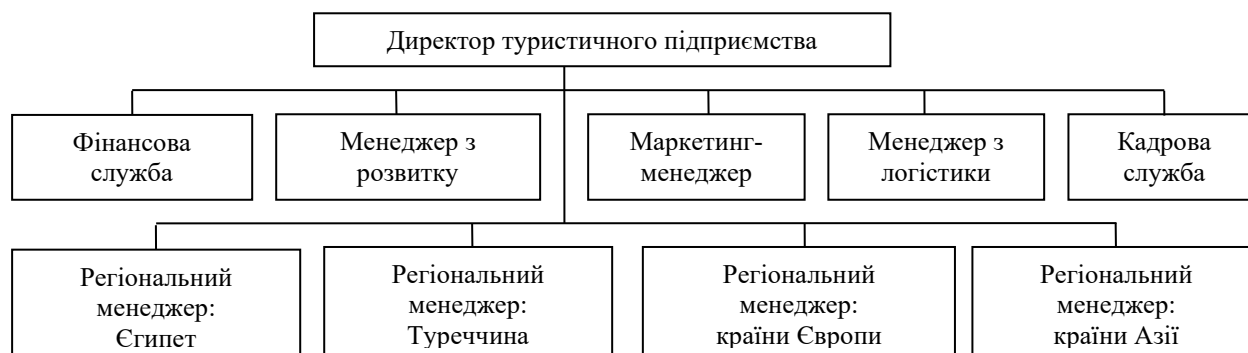 Директор туристичного підприємства
Фінансова
служба
Менеджер з
розвитку
Маркетинг-
менеджер
Менеджер з
логістики
Кадрова
служба
Регіональний
менеджер:
Єгипет
Регіональний
менеджер:
Туреччина
Регіональний
менеджер:
країни Європи
Регіональний
менеджер:
країни Азії